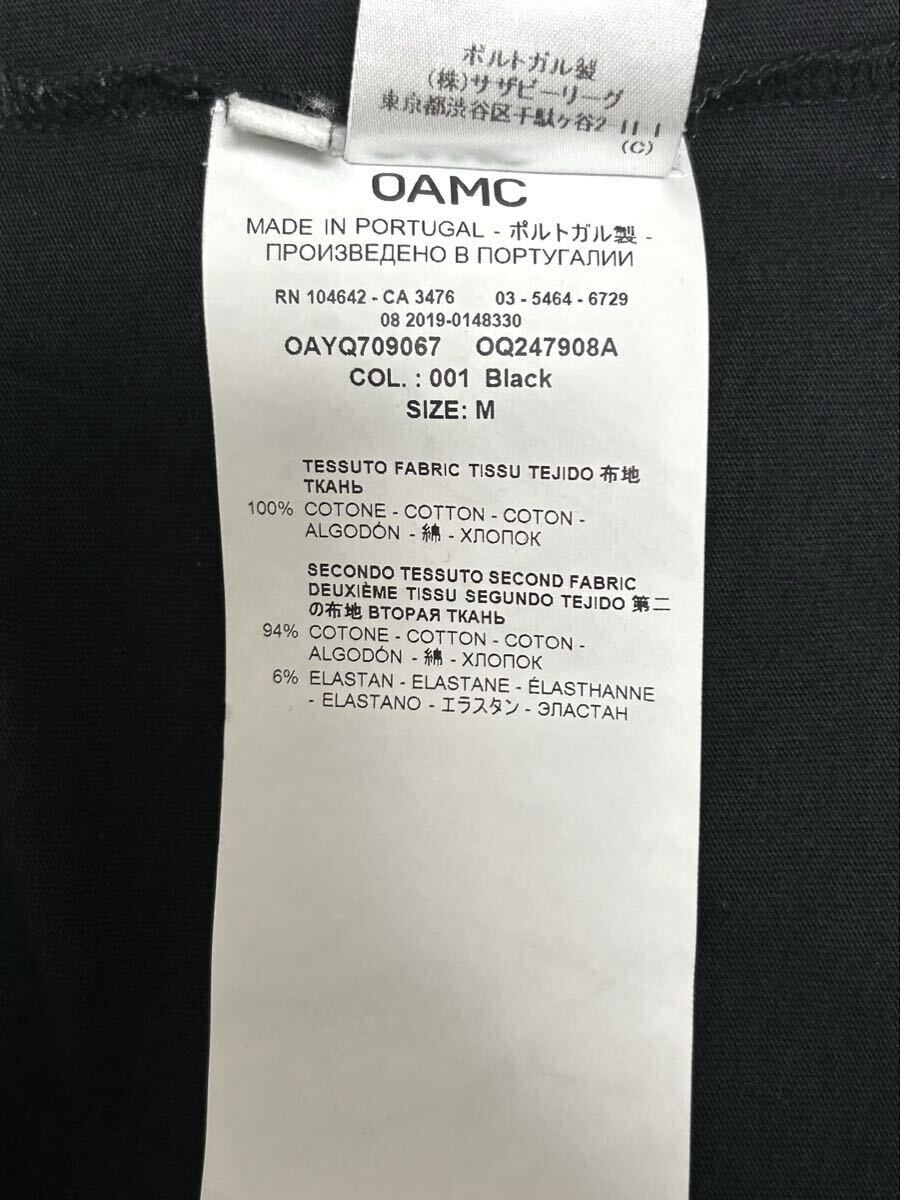 ポルトガル製
(株)サザビーリーグ
東京都渋谷区千駄ヶ谷2-11-1
(C)
OAMC
MADE IN PORTUGAL - ポルトガル製 -
ПРОИЗВЕДЕНО В ПОРТУГАЛИИ
RN 104642 - CA 3476 03 - 5464 - 6729
08 2019-0148330
OAYQ709067 OQ247908A
COL. : 001 Black
SIZE: M
TESSUTO FABRIC TISSU TEJIDO 布地
ТКАНЬ
100% COTONE - COTTON - COTON -
ALGODÓN - 綿 - ХЛОПОК
SECONDO TESSUTO SECOND FABRIC
DEUXIÈME TISSU SEGUNDO TEJIDO 第二
の布地 ВТОРАЯ ТКАНЬ
94% COTONE - COTTON - COTON -
ALGODÓN - 綿 - ХЛОПОК
6% ELASTAN - ELASTANE - ÉLASTHANNE
- ELASTANO - エラスタン - ЭЛАСТАН